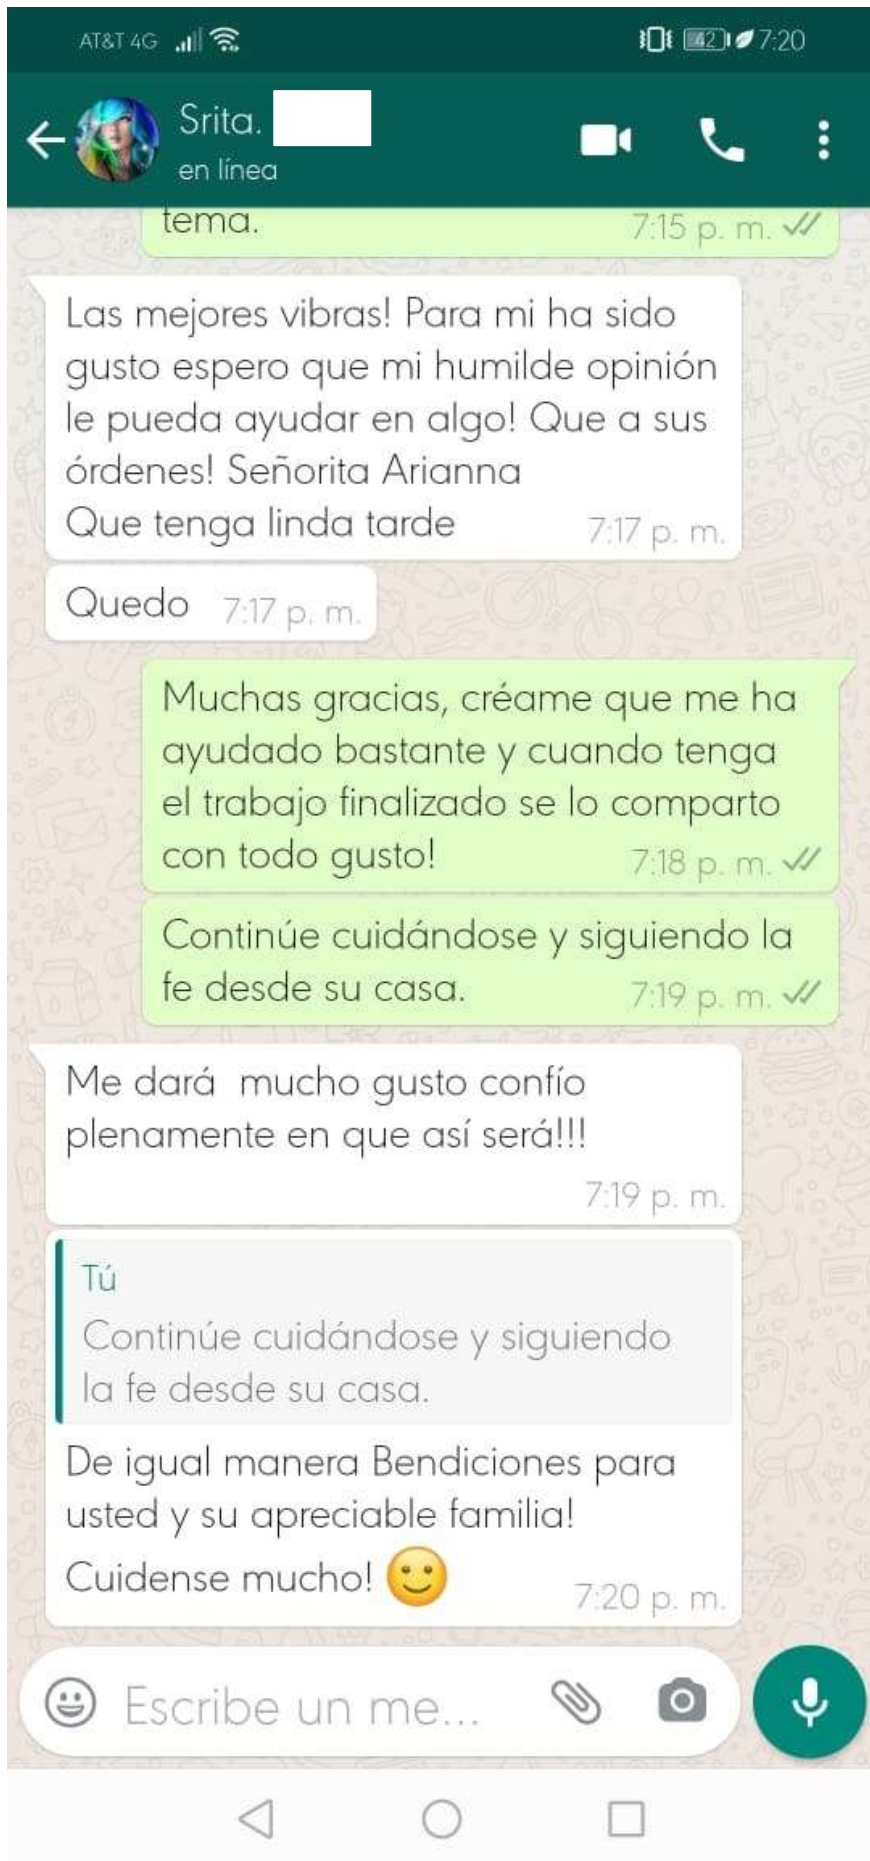 AT&T 4G 42 7:20
Srita.
en línea
tema. 7:15 p. m.
Las mejores vibras! Para mi ha sido
gusto espero que mi humilde opinión
le pueda ayudar en algo! Que a sus
órdenes! Señorita Arianna
Que tenga linda tarde 7:17 p. m.
Quedo 7:17 p. m.
Muchas gracias, créame que me ha
ayudado bastante y cuando tenga
el trabajo finalizado se lo comparto
con todo gusto! 7:18 p. m.
Continúe cuidándose y siguiendo la
fe desde su casa. 7:19 p. m.
Me dará  mucho gusto confío
plenamente en que así será!!!
7:19 p. m.
Tú
Continúe cuidándose y siguiendo
la fe desde su casa.
De igual manera Bendiciones para
usted y su apreciable familia!
Cuidense mucho! 🙂 7:20 p. m.
Escribe un me...